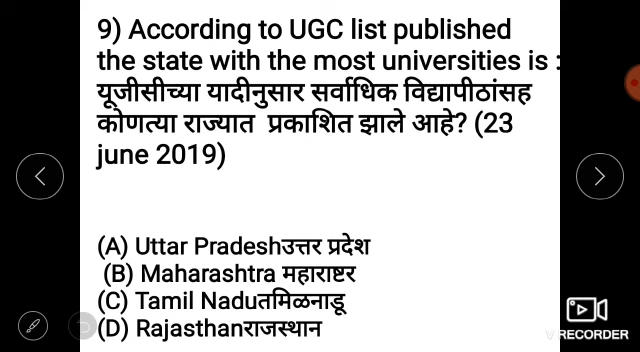 9) According to UGC list published
the state with the most universities is :
यूजीसीच्या यादीनुसार सर्वाधिक विद्यापीठांसह
कोणत्या राज्यात प्रकाशित झाले आहे? (23
june 2019)
(A) Uttar Pradeshउत्तर प्रदेश
(B) Maharashtra महाराष्टर
(C) Tamil Naduतमिळनाडू
(D) Rajasthanराजस्थान
V RECORDER